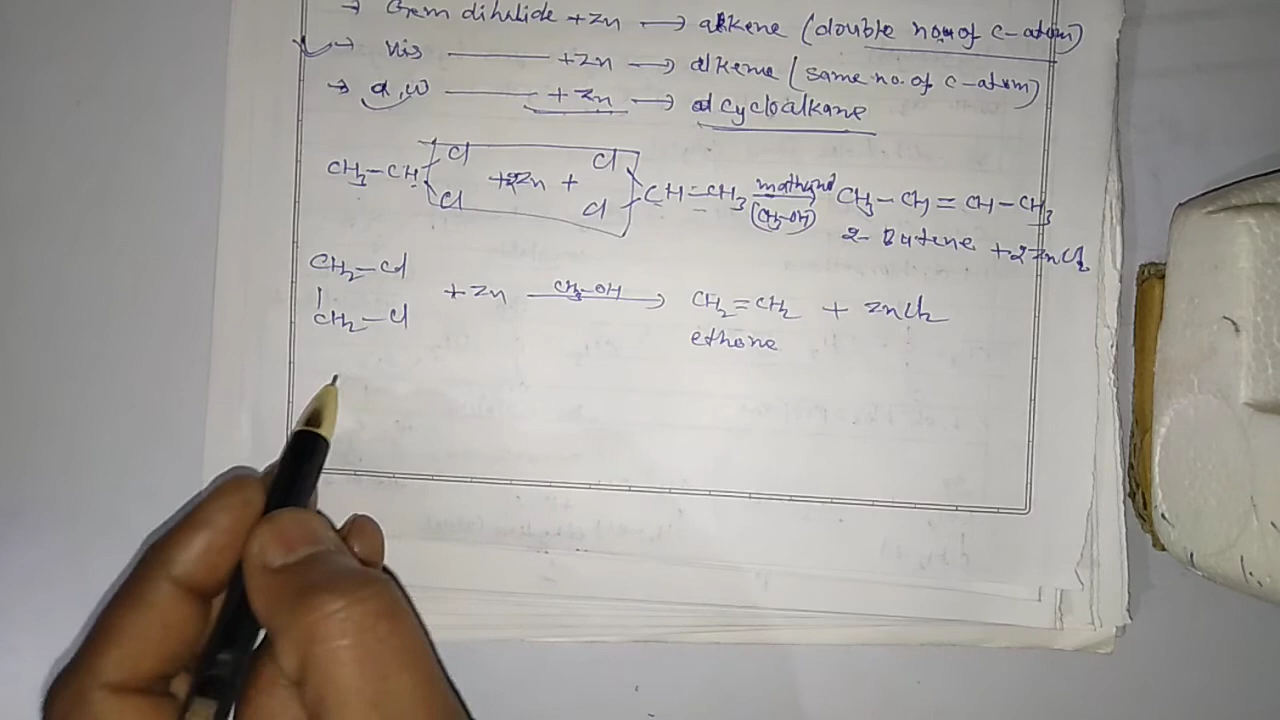 → Gem dihalide + Zn ⟶ alkene (double no. of C-atom)
→ Vis ——— + Zn ⟶ alkene (same no. of C-atom)
→ α, ω ——— + Zn ⟶ cycloalkane
CH3-CH Cl Cl + 2Zn + Cl Cl CH-CH3 methanol (CH3-OH) CH3-CH=CH-CH3
2-Butene + 2ZnCl2
CH2-Cl
CH2-Cl + Zn CH3-OH ⟶ CH2=CH2 + ZnCl2
ethene